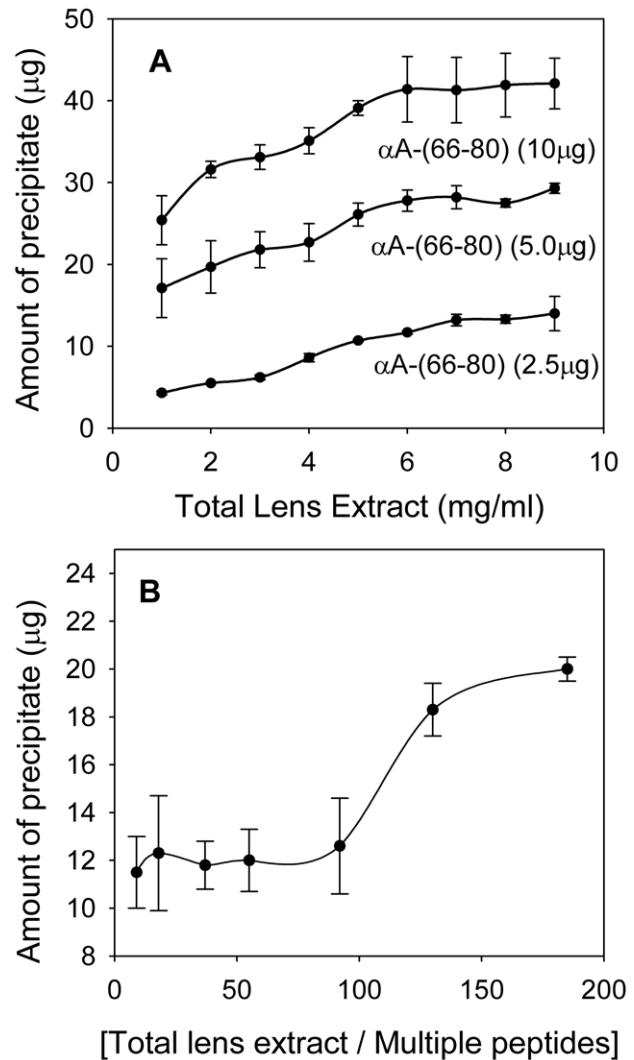 50
A
40
αA-(66-80) (10μg)
30
αA-(66-80) (5.0μg)
20
10
αA-(66-80) (2.5μg)
0
Amount of precipitate (μg)
0 2 4 6 8 10
Total Lens Extract (mg/ml)
24
B
22
20
18
16
14
12
10
8
Amount of precipitate (μg)
0 50 100 150 200
[Total lens extract / Multiple peptides]